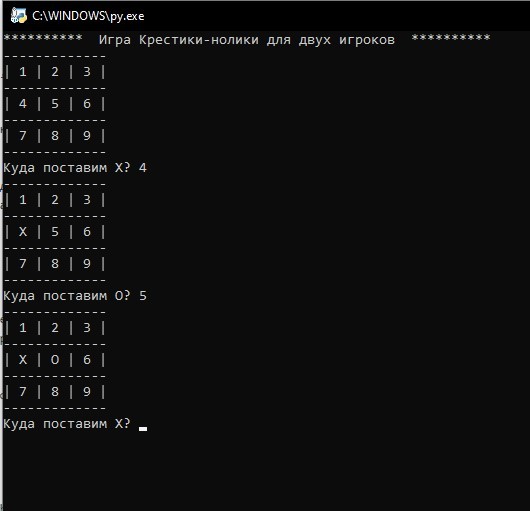 C:\WINDOWS\py.exe
********** Игра Крестики-нолики для двух игроков **********
-------------
| 1 | 2 | 3 |
-------------
| 4 | 5 | 6 |
-------------
| 7 | 8 | 9 |
-------------
Куда поставим X? 4
-------------
| 1 | 2 | 3 |
-------------
| X | 5 | 6 |
-------------
| 7 | 8 | 9 |
-------------
Куда поставим O? 5
-------------
| 1 | 2 | 3 |
-------------
| X | O | 6 |
-------------
| 7 | 8 | 9 |
-------------
Куда поставим X?